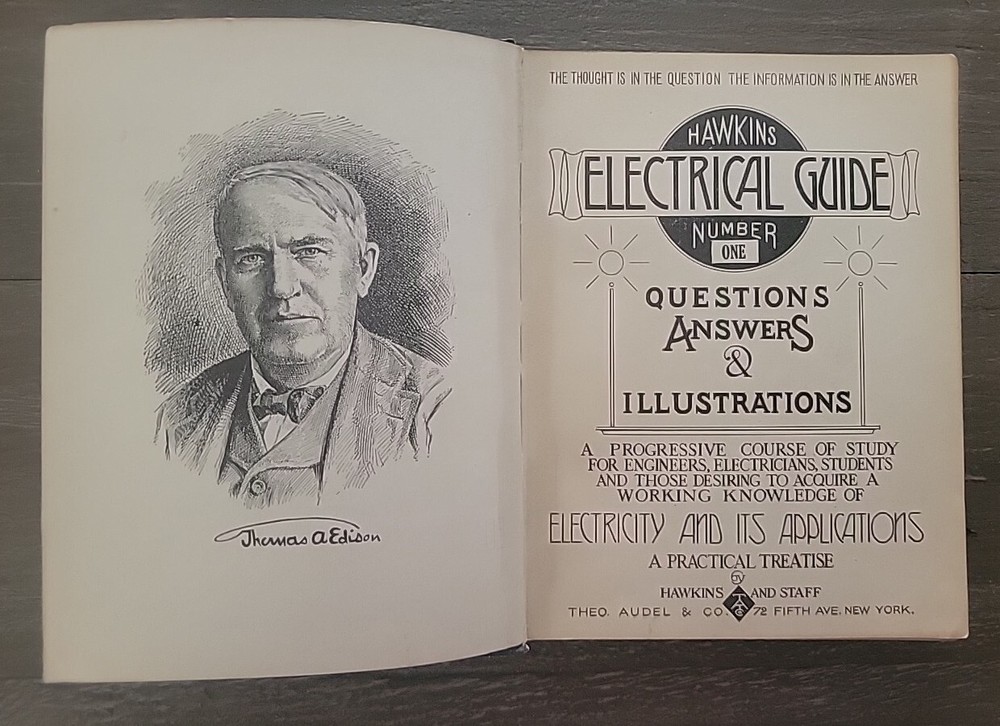 Thomas A Edison
THE THOUGHT IS IN THE QUESTION THE INFORMATION IS IN THE ANSWER
HAWKINS
ELECTRICAL GUIDE
NUMBER
ONE
QUESTIONS
ANSWERS
&
ILLUSTRATIONS
A PROGRESSIVE COURSE OF STUDY
FOR ENGINEERS, ELECTRICIANS, STUDENTS
AND THOSE DESIRING TO ACQUIRE A
WORKING KNOWLEDGE OF
ELECTRICITY AND ITS APPLICATIONS
A PRACTICAL TREATISE
BY
HAWKINS AND STAFF
THEO. AUDEL & CO. 72 FIFTH AVE. NEW YORK.